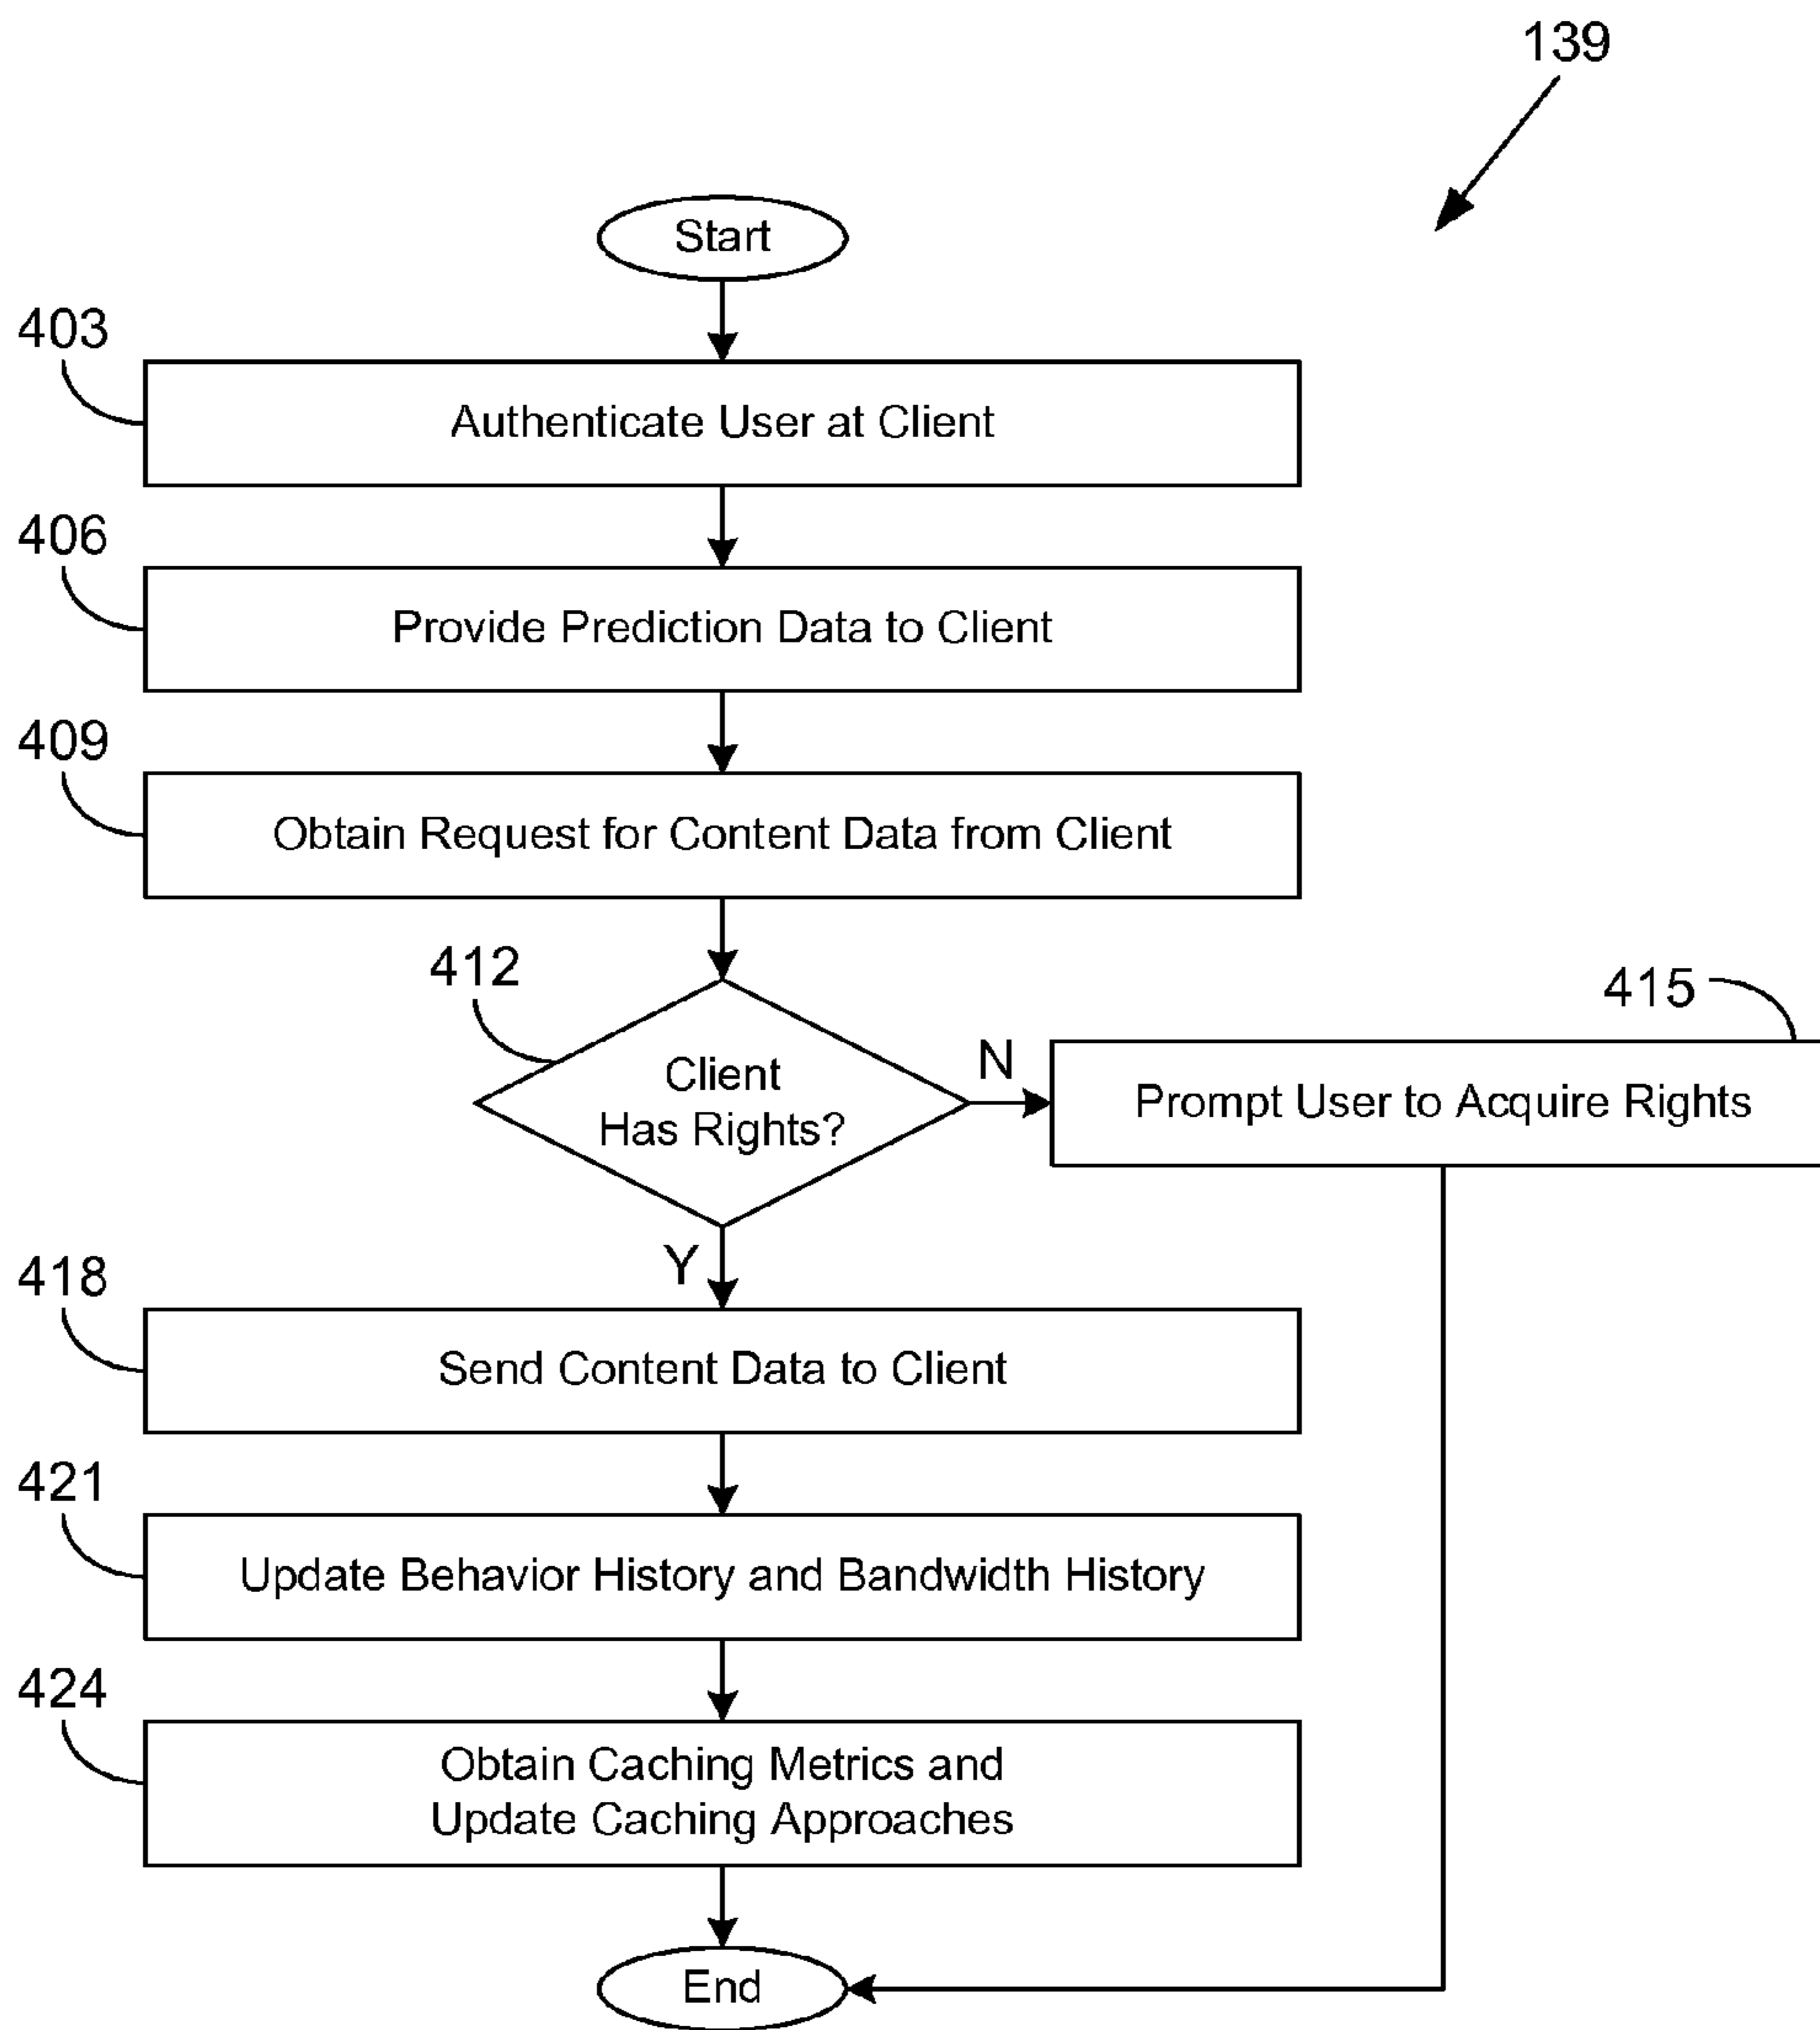 139
Start
403
Authenticate User at Client
406
Provide Prediction Data to Client
409
Obtain Request for Content Data from Client
412
Client
Has Rights?
N
415
Prompt User to Acquire Rights
Y
418
Send Content Data to Client
421
Update Behavior History and Bandwidth History
424
Obtain Caching Metrics and
Update Caching Approaches
End